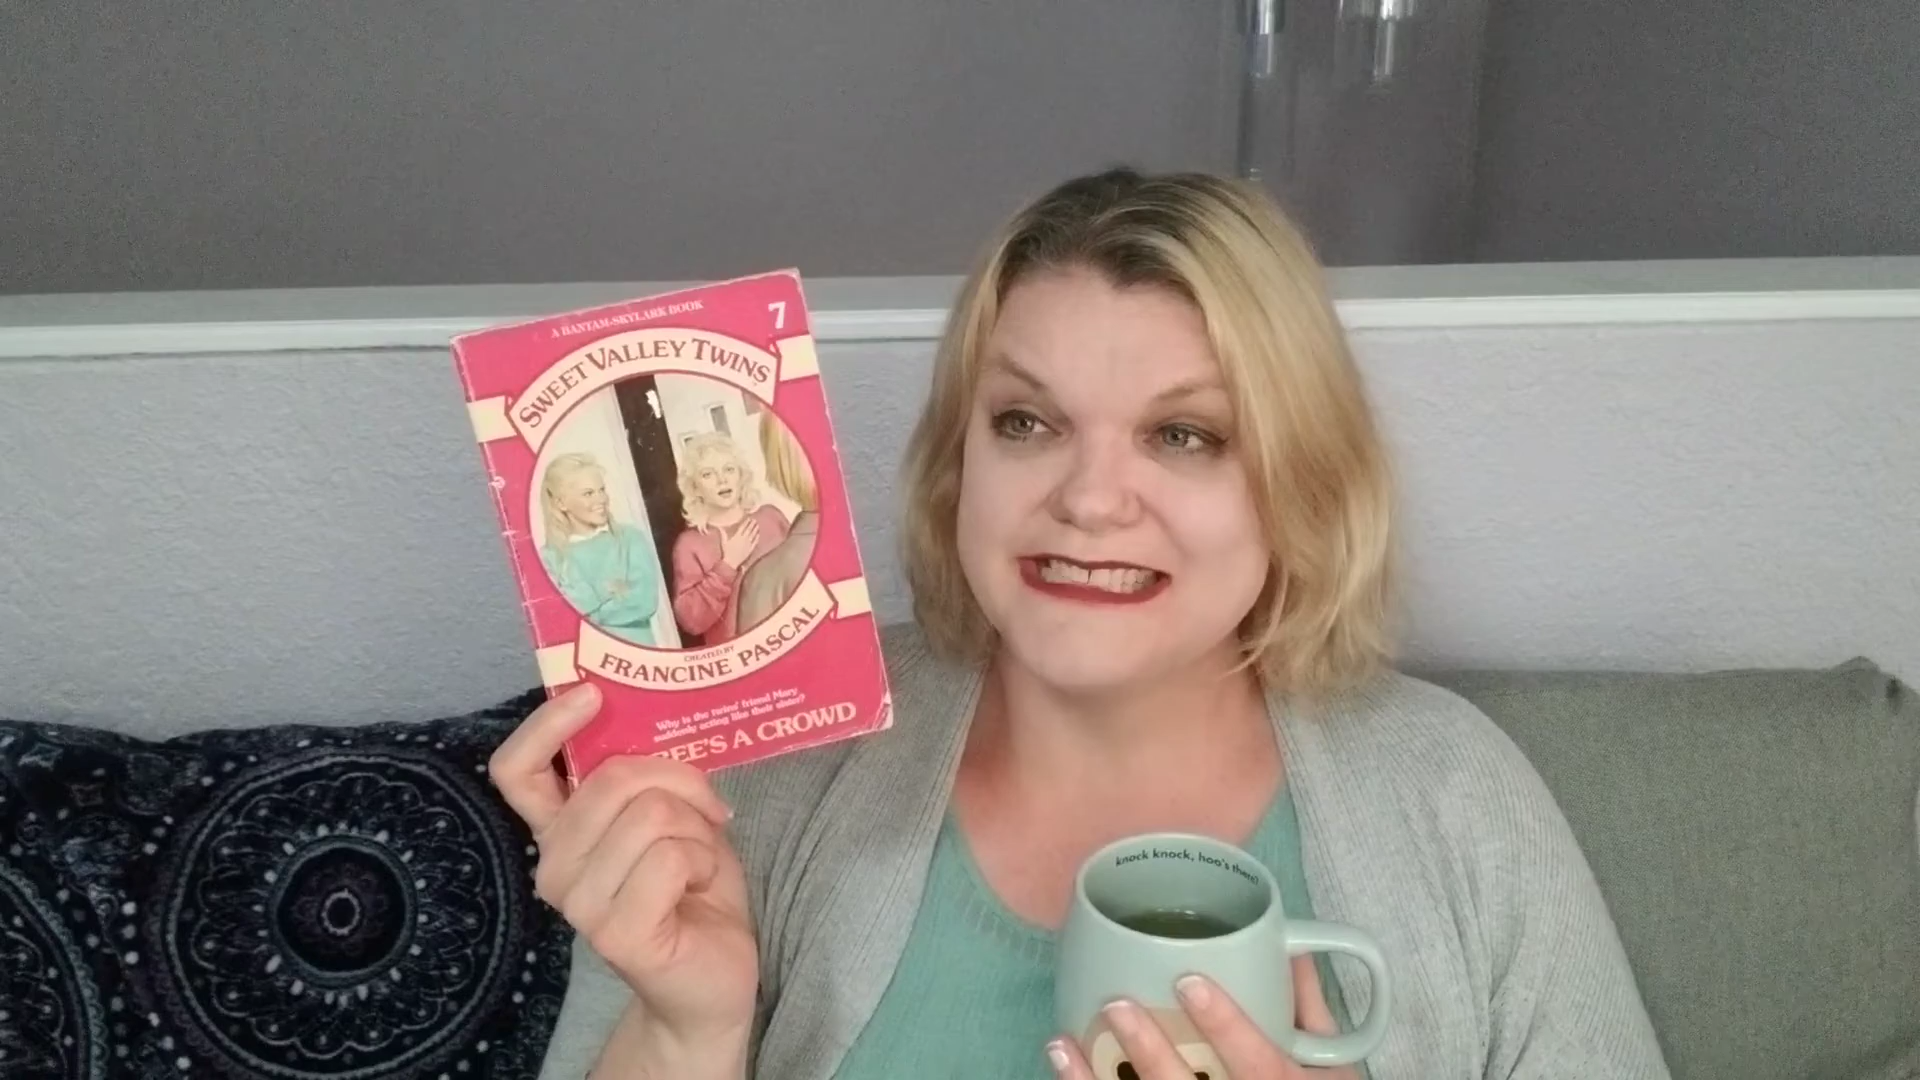 A BANTAM-SKYLARK BOOK
7
SWEET VALLEY TWINS
CREATED BY
FRANCINE PASCAL
Why is the twins' friend Mary
suddenly acting like their sister?
REE'S A CROWD
knock knock, hoo's there?